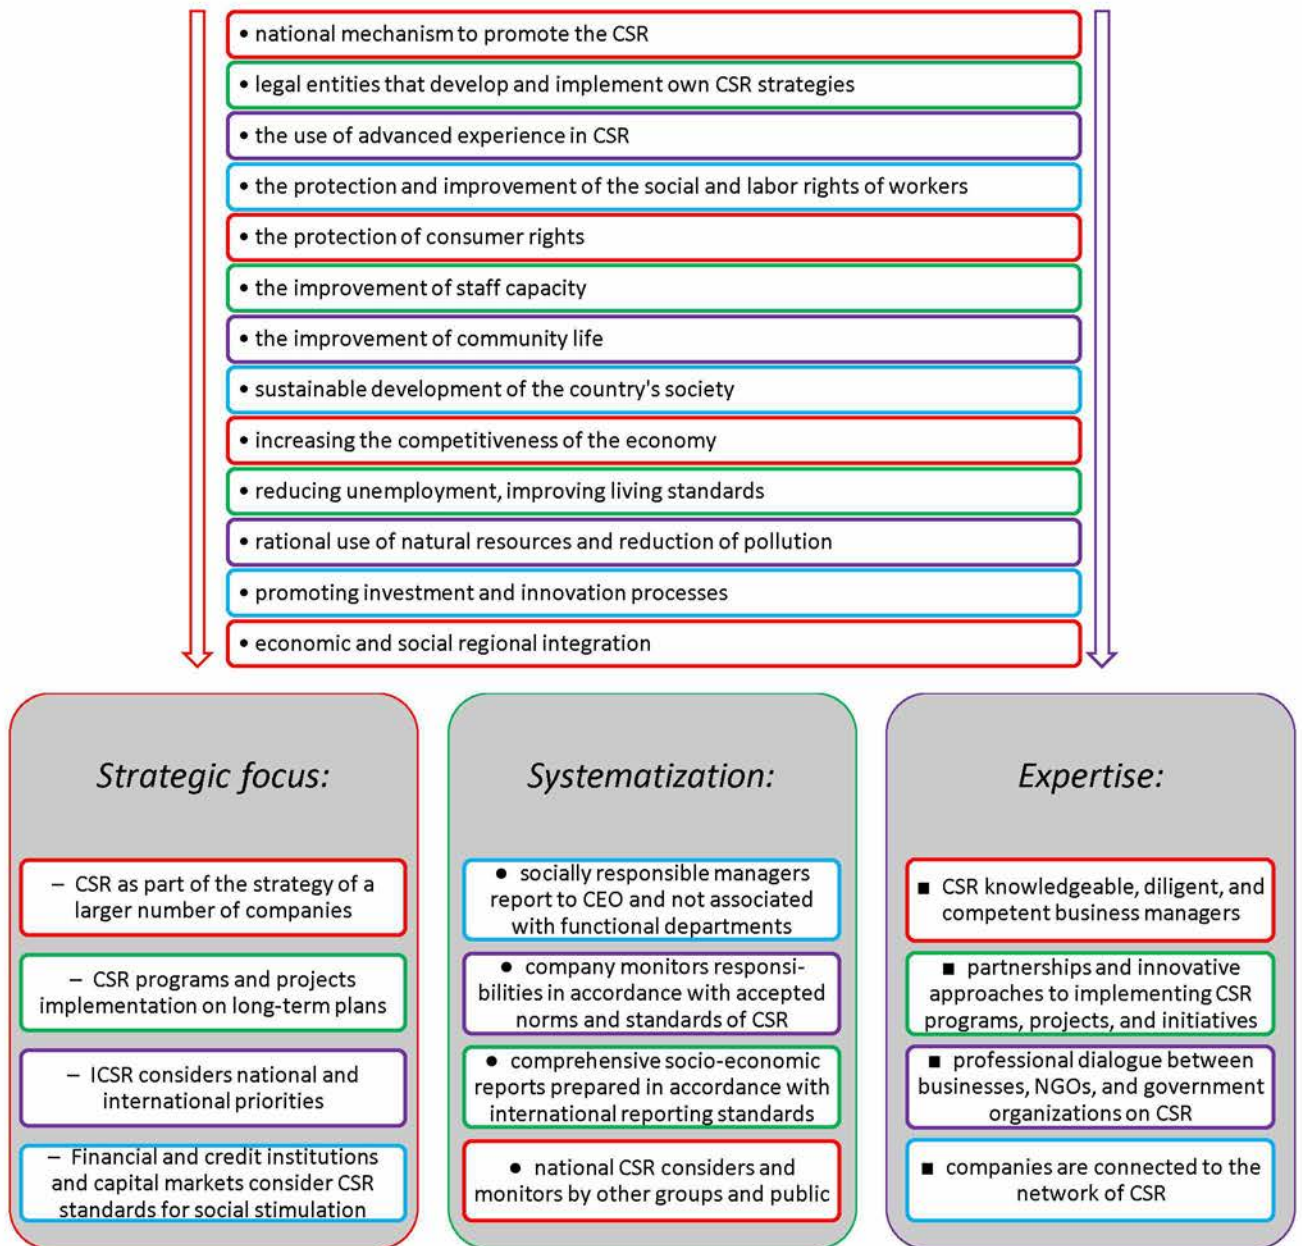 • national mechanism to promote the CSR
• legal entities that develop and implement own CSR strategies
• the use of advanced experience in CSR
• the protection and improvement of the social and labor rights of workers
• the protection of consumer rights
• the improvement of staff capacity
• the improvement of community life
• sustainable development of the country's society
• increasing the competitiveness of the economy
• reducing unemployment, improving living standards
• rational use of natural resources and reduction of pollution
• promoting investment and innovation processes
• economic and social regional integration
Strategic focus:
– CSR as part of the strategy of a
larger number of companies
– CSR programs and projects
implementation on long-term plans
– ICSR considers national and
international priorities
– Financial and credit institutions
and capital markets consider CSR
standards for social stimulation
Systematization:
● socially responsible managers
report to CEO and not associated
with functional departments
● company monitors responsi-
bilities in accordance with accepted
norms and standards of CSR
● comprehensive socio-economic
reports prepared in accordance with
international reporting standards
● national CSR considers and
monitors by other groups and public
Expertise:
■ CSR knowledgeable, diligent, and
competent business managers
■ partnerships and innovative
approaches to implementing CSR
programs, projects, and initiatives
■ professional dialogue between
businesses, NGOs, and government
organizations on CSR
■ companies are connected to the
network of CSR